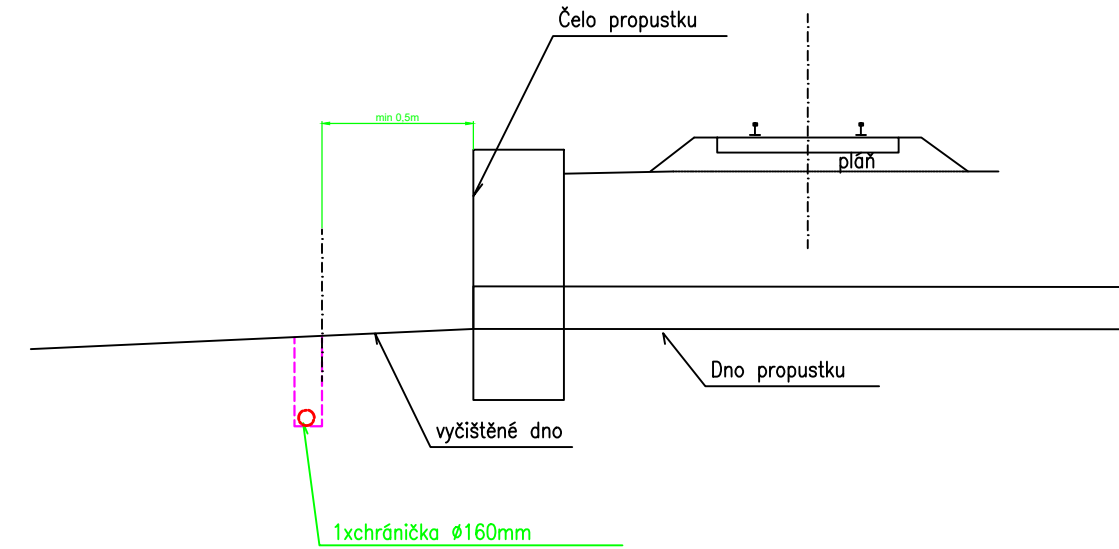 Čelo propustku
min 0,5m
pláň
Dno propustku
vyčištěné dno
1xchránička Ø160mm